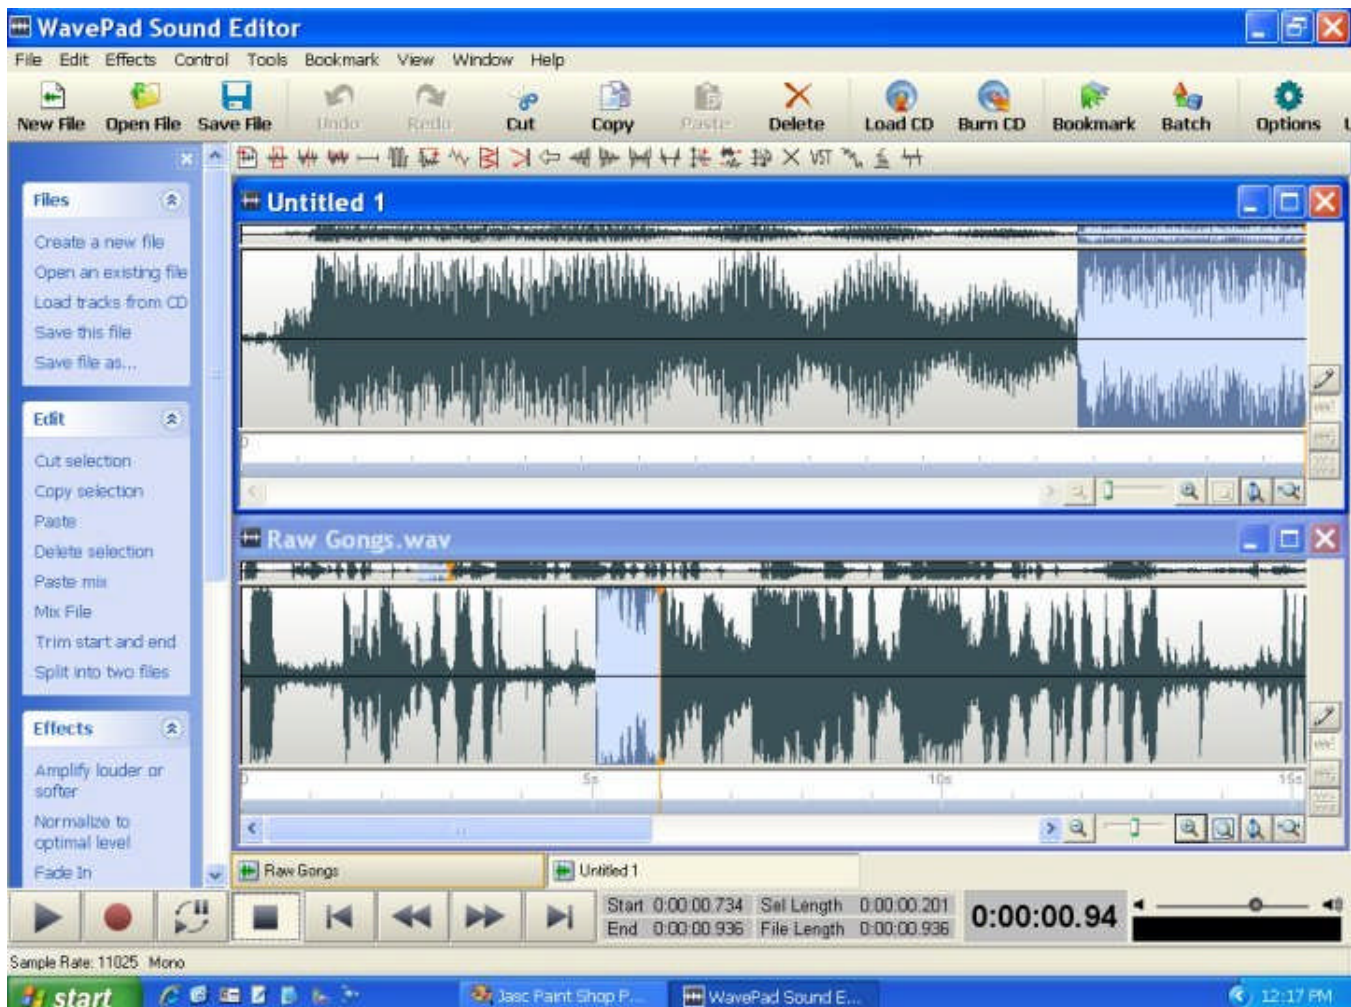 WavePad Sound Editor
File Edit Effects Control Tools Bookmark View Window Help
New File Open File Save File Undo Redo Cut Copy Paste Delete Load CD Burn CD Bookmark Batch Options
VST
Files
Create a new file
Open an existing file
Load tracks from CD
Save this file
Save file as...
Edit
Cut selection
Copy selection
Paste
Delete selection
Paste mix
Mix File
Trim start and end
Split into two files
Effects
Amplify louder or
softer
Normalize to
optimal level
Fade In
Untitled 1
0
Raw Gongs.wav
0 5s 10s 15s
Raw Gongs Untitled 1
Start 0:00:00.734 Sel Length 0:00:00.201
End 0:00:00.936 File Length 0:00:00.936
0:00:00.94
Sample Rate: 11025 Mono
start Jasc Paint Shop P... WavePad Sound E... 12:17 PM